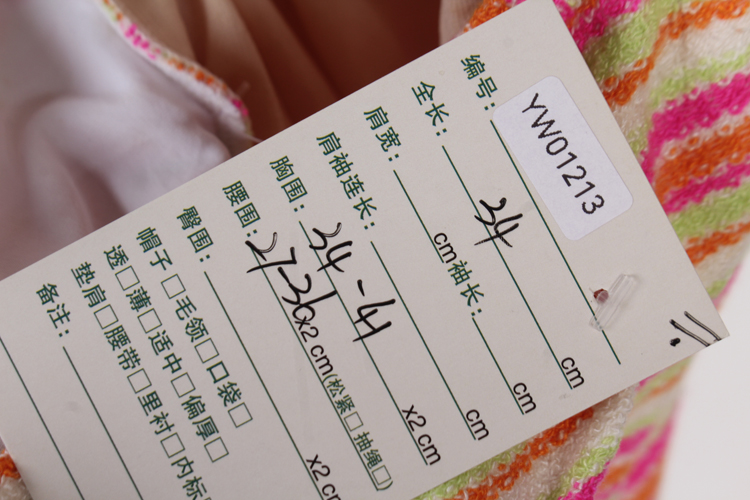 编号: YW01213
全长: 34 cm
肩宽: cm 袖长: cm
肩袖连长: cm
胸围: 34-41 x2 cm
腰围: 27-36 x2 cm(松紧□ 抽绳□)
臀围: x2 cm
帽子□ 毛领□ 口袋□
透□ 薄□ 适中□ 偏厚□
垫肩□ 腰带□ 里衬□ 内标
备注: